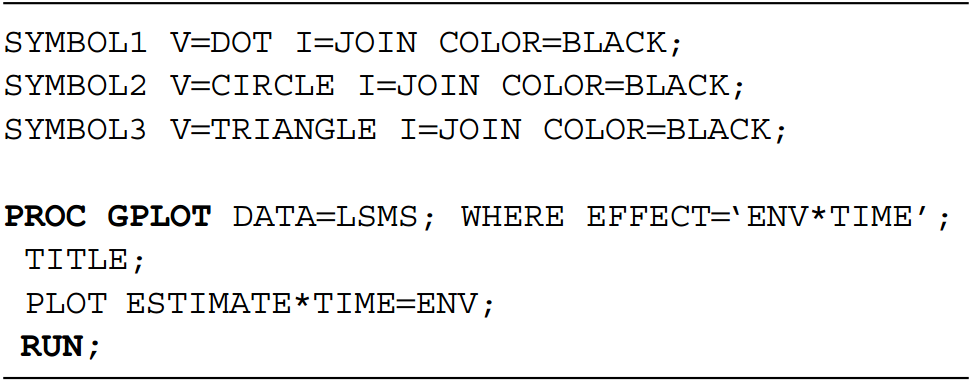 SYMBOL1 V=DOT I=JOIN COLOR=BLACK;
SYMBOL2 V=CIRCLE I=JOIN COLOR=BLACK;
SYMBOL3 V=TRIANGLE I=JOIN COLOR=BLACK;
PROC GPLOT DATA=LSMS; WHERE EFFECT=‘ENV*TIME’;
TITLE;
PLOT ESTIMATE*TIME=ENV;
RUN;